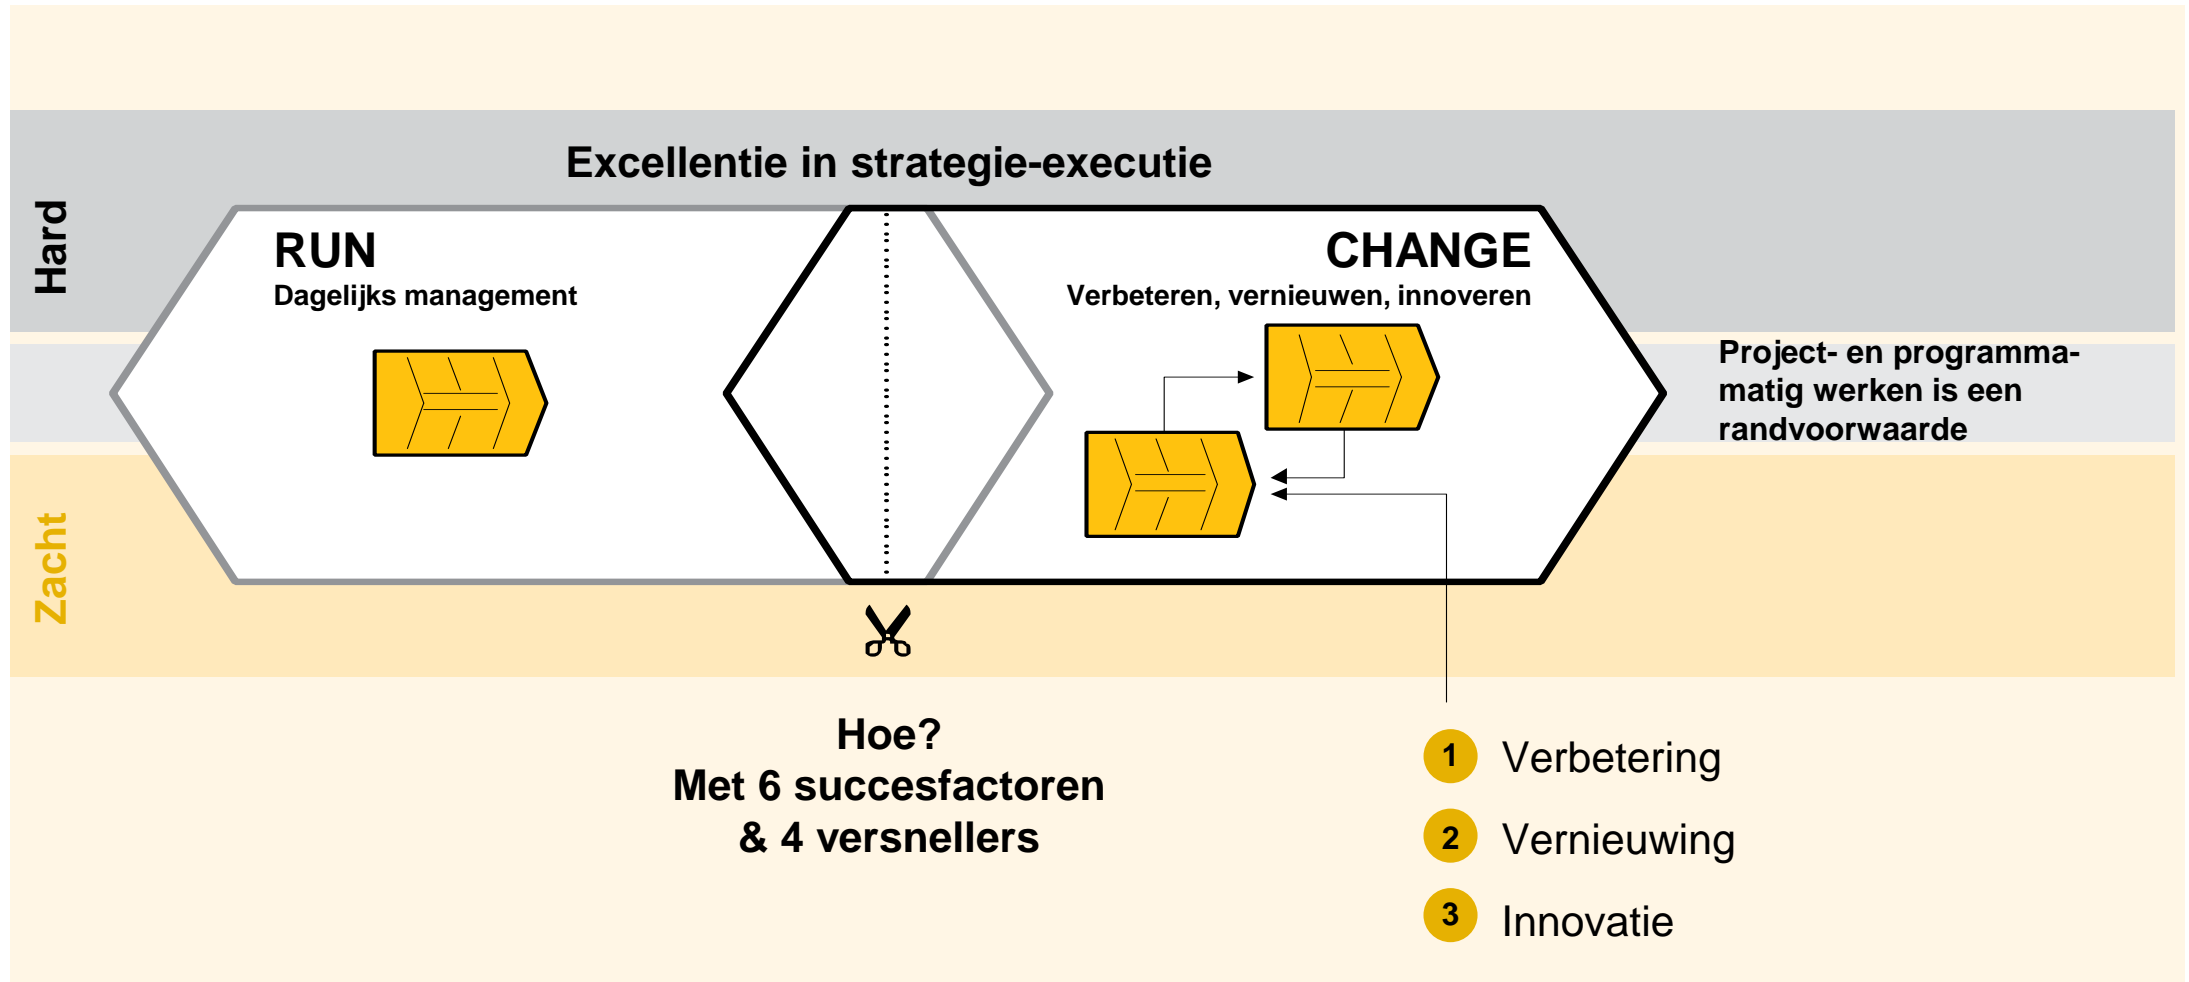 Excellentie in strategie-executie
Hard
RUN
Dagelijks management
CHANGE
Verbeteren, vernieuwen, innoveren
Project- en programma-
matig werken is een
randvoorwaarde
Zacht
Hoe?
Met 6 succesfactoren
& 4 versnellers
1 Verbetering
2 Vernieuwing
3 Innovatie